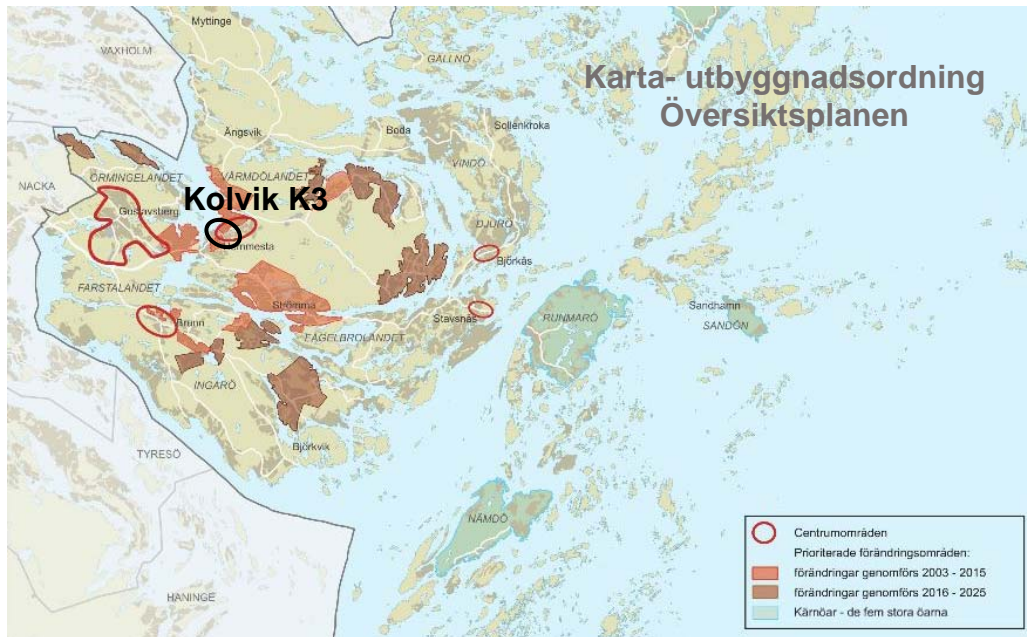 Karta- utbyggnadsordning
Översiktsplanen
Myttinge
VAXHOLM
GÄLLNÖ
Ängsvik
Boda
Sollenkroka
VINDÖ
ORMINGELANDET
VÄRMDÖLANDET
NACKA
Kolvik K3
Gustavsberg
DJURÖ
Björkås
FARSTALANDET
Strömma
Stavsnäs
RUNMARÖ
Sandhamn
SANDÖN
Brunn
FÅGELBROLANDET
INGARÖ
Björkvik
TYRESÖ
NÄMDÖ
HANINGE
Centrumområden
Prioriterade förändringsområden:
förändringar genomförs 2003 - 2015
förändringar genomförs 2016 - 2025
Kärnöar - de fem stora öarna